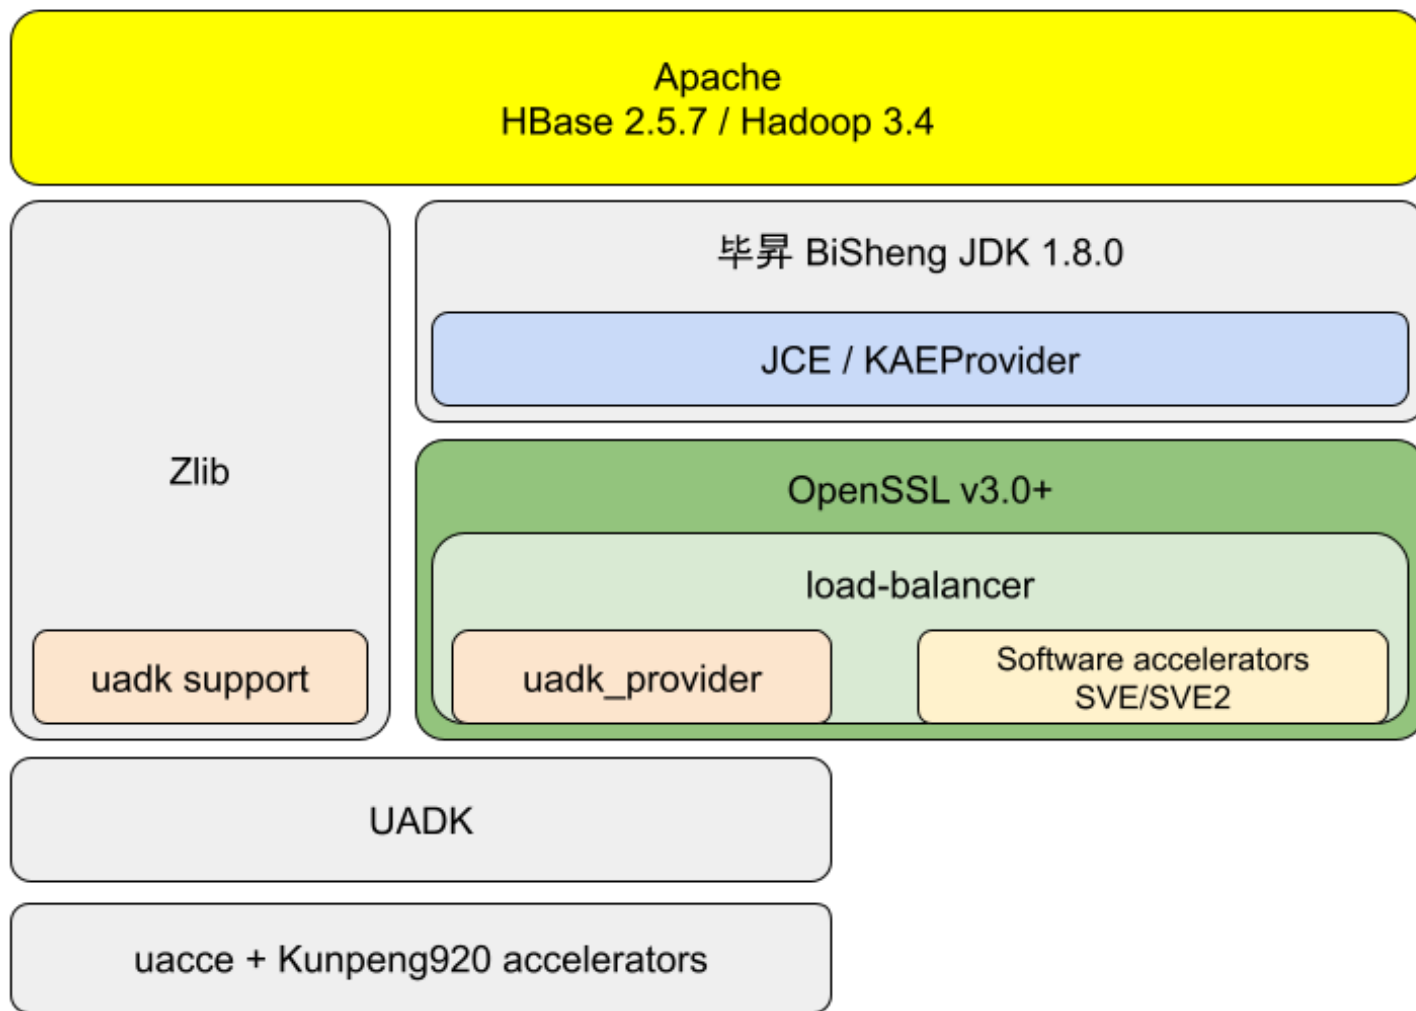 Apache
HBase 2.5.7 / Hadoop 3.4
毕昇 BiSheng JDK 1.8.0
JCE / KAEProvider
Zlib
OpenSSL v3.0+
load-balancer
uadk support
uadk_provider
Software accelerators
SVE/SVE2
UADK
uacce + Kunpeng920 accelerators